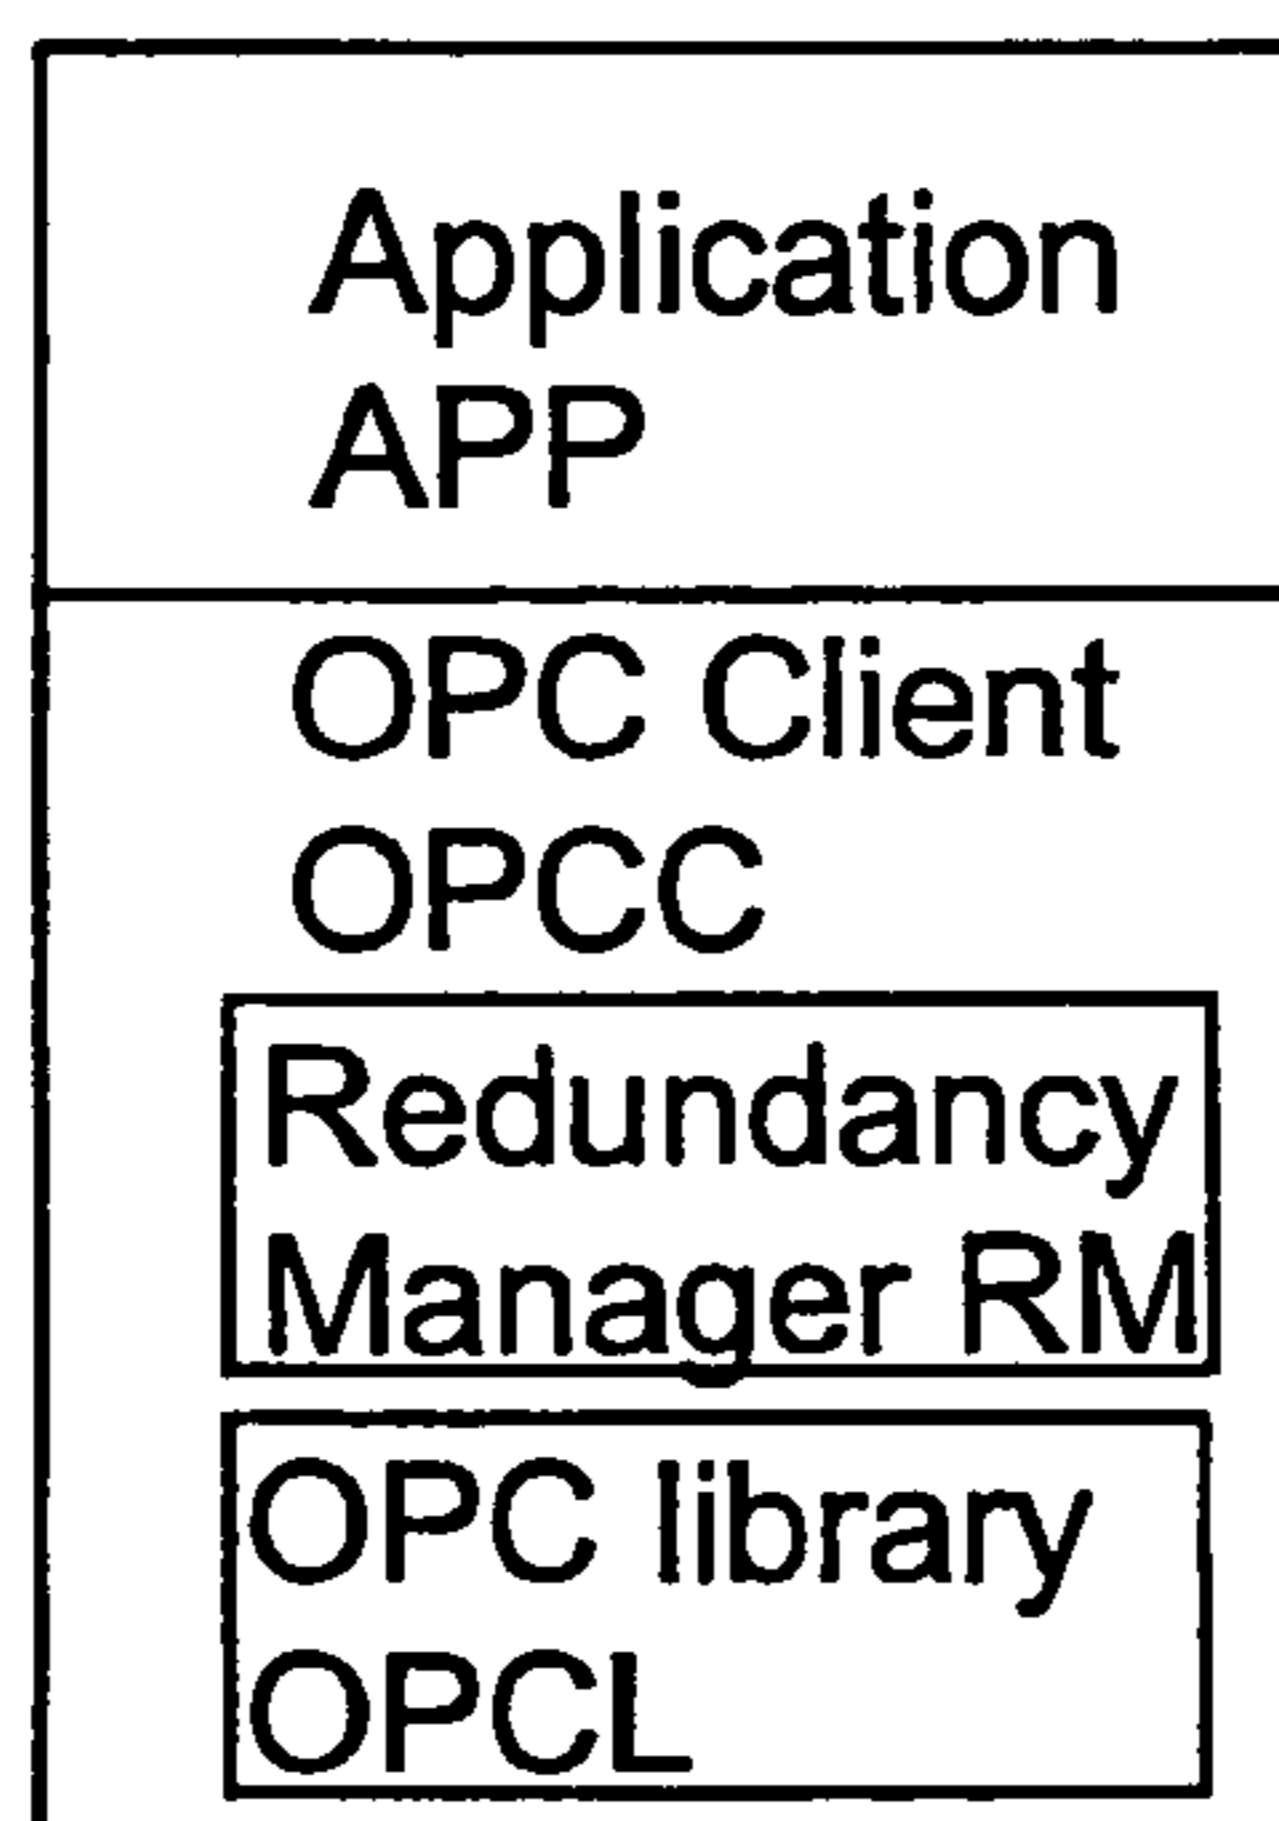 Application
APP
OPC Client
OPCC
Redundancy
Manager RM
OPC library
OPCL